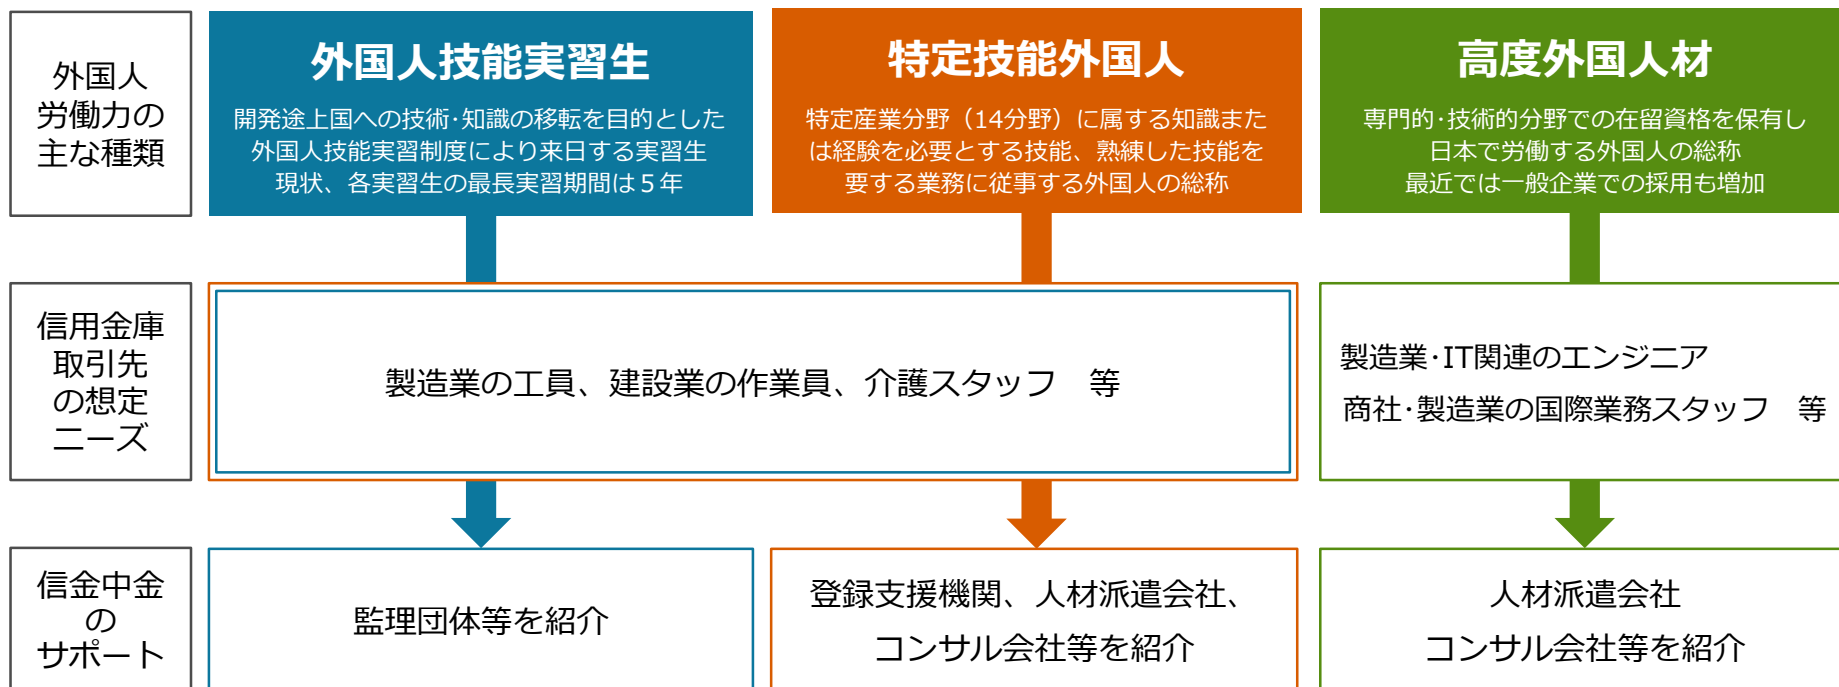 外国人
労働力の
主な種類
外国人技能実習生
開発途上国への技術･知識の移転を目的とした
外国人技能実習制度により来日する実習生
現状、各実習生の最長実習期間は５年
特定技能外国人
特定産業分野（14分野）に属する知識また
は経験を必要とする技能、熟練した技能を
要する業務に従事する外国人の総称
高度外国人材
専門的･技術的分野での在留資格を保有し
日本で労働する外国人の総称
最近では一般企業での採用も増加
信用金庫
取引先
の想定
ニーズ
製造業の工員、建設業の作業員、介護スタッフ　等
製造業･IT関連のエンジニア
商社･製造業の国際業務スタッフ　等
信金中金
の
サポート
監理団体等を紹介
登録支援機関、人材派遣会社、
コンサル会社等を紹介
人材派遣会社
コンサル会社等を紹介